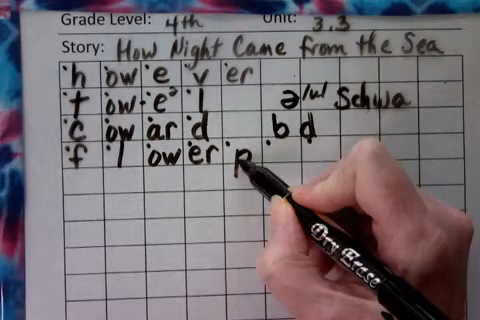 Grade Level: 4th Unit: 3.3
Story: How Night Came from the Sea
h ow e v er
t ow e l ə /u/ Schwa
c ow ar d b d
f l ow er p
Dry Erase